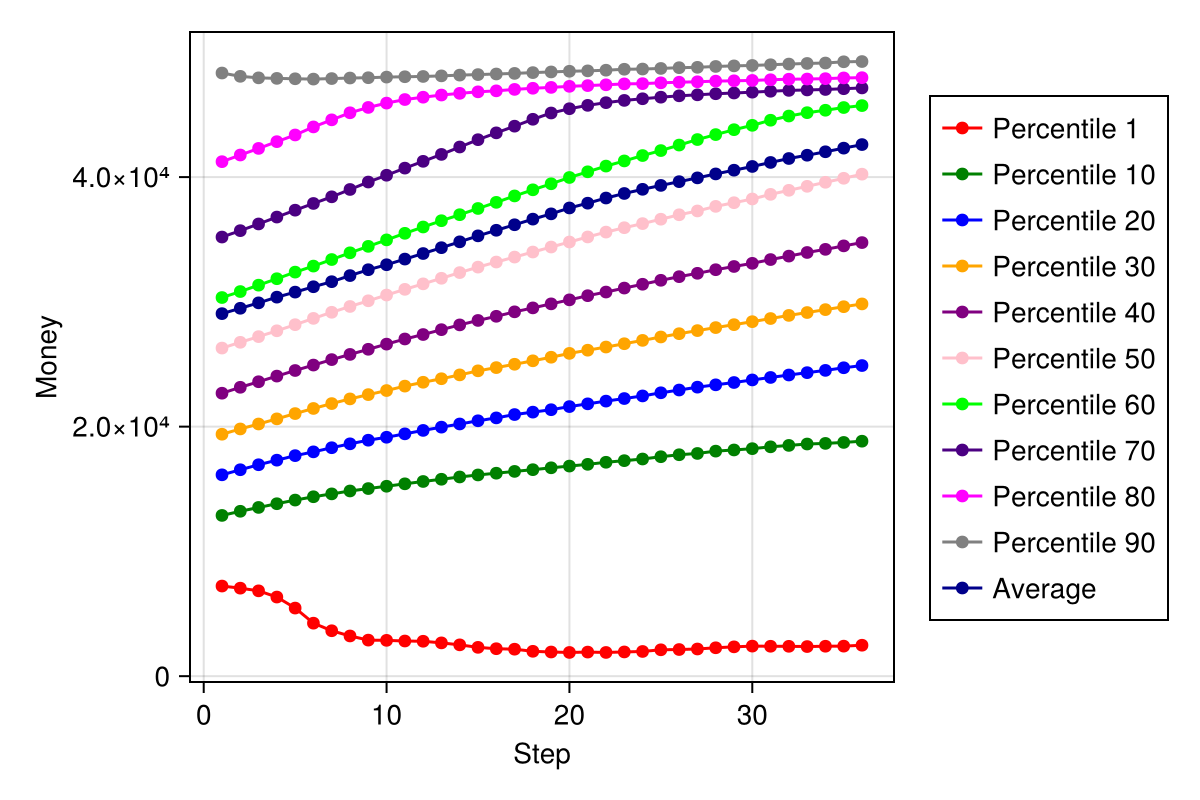 Money
4.0×10⁴
2.0×10⁴
0
0 10 20 30
Step
Percentile 1
Percentile 10
Percentile 20
Percentile 30
Percentile 40
Percentile 50
Percentile 60
Percentile 70
Percentile 80
Percentile 90
Average